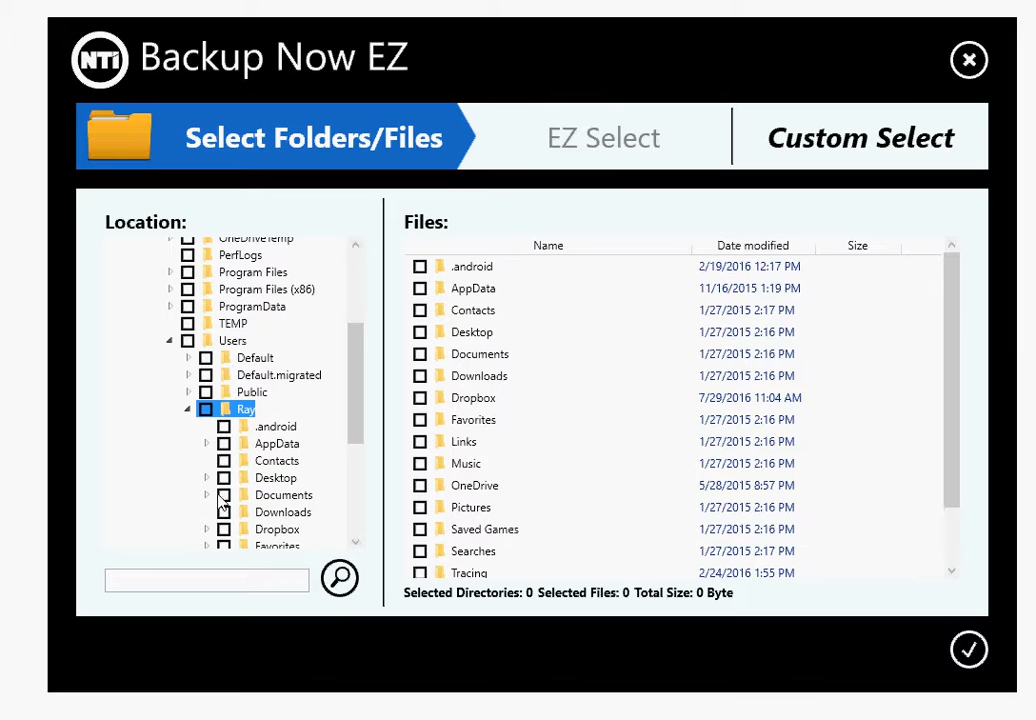 NTI Backup Now EZ
Select Folders/Files
EZ Select
Custom Select
Location:
OneDriveTemp
PerfLogs
Program Files
Program Files (x86)
ProgramData
TEMP
Users
Default
Default.migrated
Public
Ray
.android
AppData
Contacts
Desktop
Documents
Downloads
Dropbox
Favorites
Files:
Name Date modified Size
.android 2/19/2016 12:17 PM
AppData 11/16/2015 1:19 PM
Contacts 1/27/2015 2:17 PM
Desktop 1/27/2015 2:16 PM
Documents 1/27/2015 2:16 PM
Downloads 1/27/2015 2:16 PM
Dropbox 7/29/2016 11:04 AM
Favorites 1/27/2015 2:16 PM
Links 1/27/2015 2:16 PM
Music 1/27/2015 2:16 PM
OneDrive 5/28/2015 8:57 PM
Pictures 1/27/2015 2:16 PM
Saved Games 1/27/2015 2:16 PM
Searches 1/27/2015 2:17 PM
Tracing 2/24/2016 1:55 PM
Selected Directories: 0 Selected Files: 0 Total Size: 0 Byte